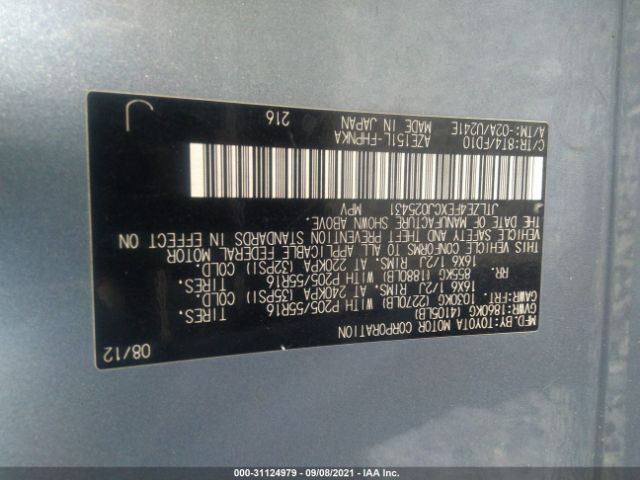 MFD.BY:TOYOTA MOTOR CORPORATION 08/12
GVWR:1860KG(4105LB)
GAWR:FRT. 1030KG(2270LB) WITH P205/55R16 TIRES.
16X6 1/2J RIMS. AT 240KPA (35PSI) COLD.
RR. 855KG(1880LB) WITH P205/55R16 TIRES.
16X6 1/2J RIMS. AT 220KPA (32PSI) COLD.
THIS VEHICLE CONFORMS TO ALL APPLICABLE FEDERAL MOTOR
VEHICLE SAFETY AND THEFT PREVENTION STANDARDS IN EFFECT ON
THE DATE OF MANUFACTURE SHOWN ABOVE.
JTLZE4FEXCJ025431 MPV
C/TR:8T4/FD10 AZE151L-FHPNKA 216
A/TM:-02A/U241E MADE IN JAPAN
J
000-31124979 - 09/08/2021 - IAA Inc.